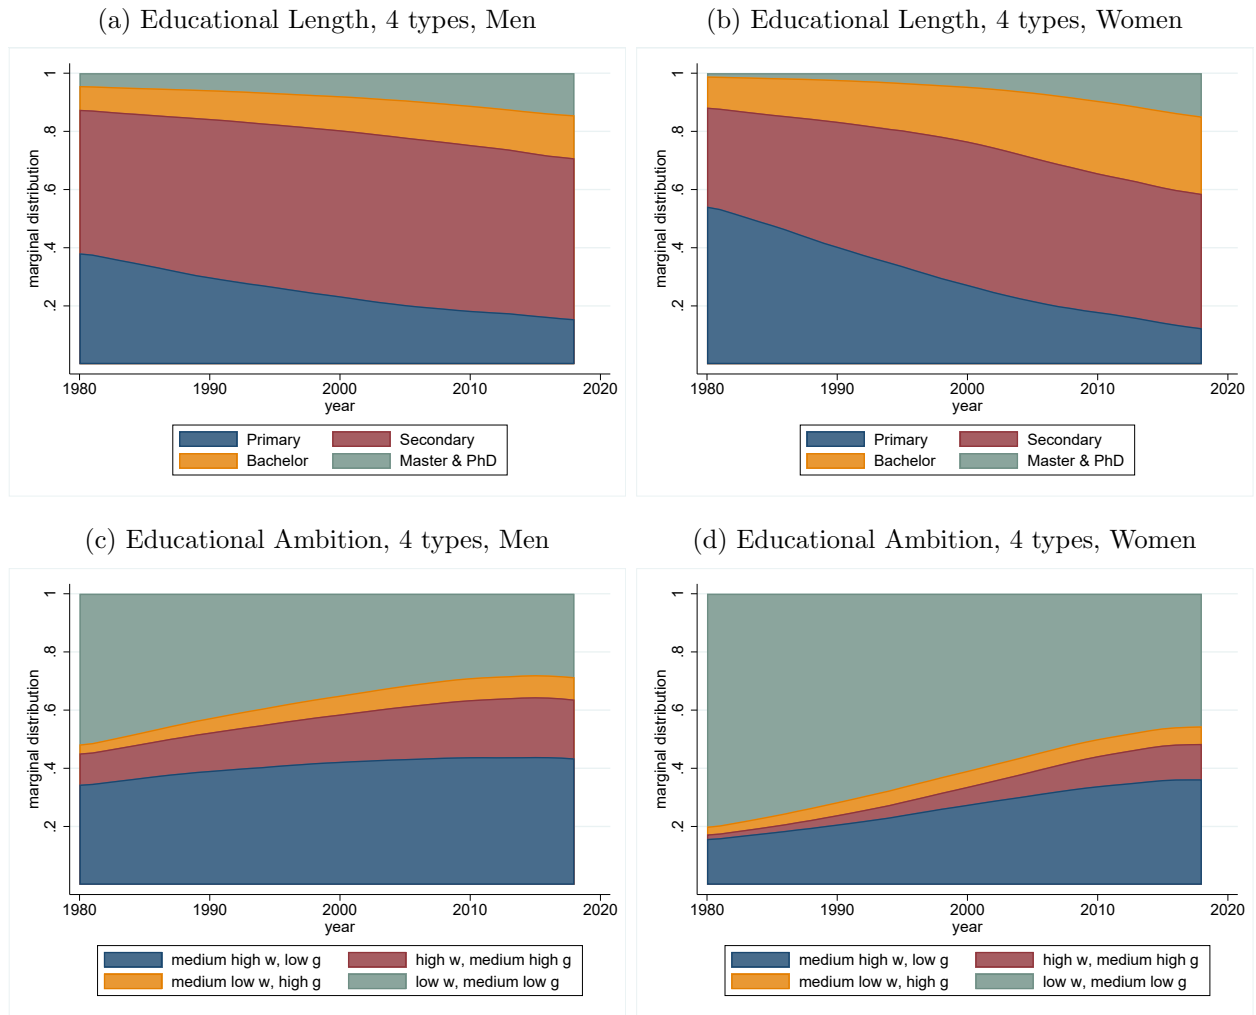 (a) Educational Length, 4 types, Men
(b) Educational Length, 4 types, Women
marginal distribution
1
.8
.6
.4
.2
1980 1990 2000 2010 2020
year
Primary Secondary
Bachelor Master & PhD
marginal distribution
1
.8
.6
.4
.2
1980 1990 2000 2010 2020
year
Primary Secondary
Bachelor Master & PhD
(c) Educational Ambition, 4 types, Men
(d) Educational Ambition, 4 types, Women
marginal distribution
1
.8
.6
.4
.2
1980 1990 2000 2010 2020
year
medium high w, low g high w, medium high g
medium low w, high g low w, medium low g
marginal distribution
1
.8
.6
.4
.2
1980 1990 2000 2010 2020
year
medium high w, low g high w, medium high g
medium low w, high g low w, medium low g